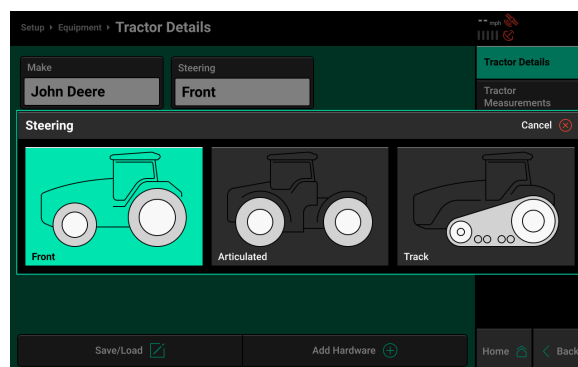 Setup › Equipment › Tractor Details
-- mph
Make
John Deere
Steering
Front
Tractor Details
Tractor
Measurements
Steering
Cancel
Front
Articulated
Track
Save/Load
Add Hardware
Home
Back